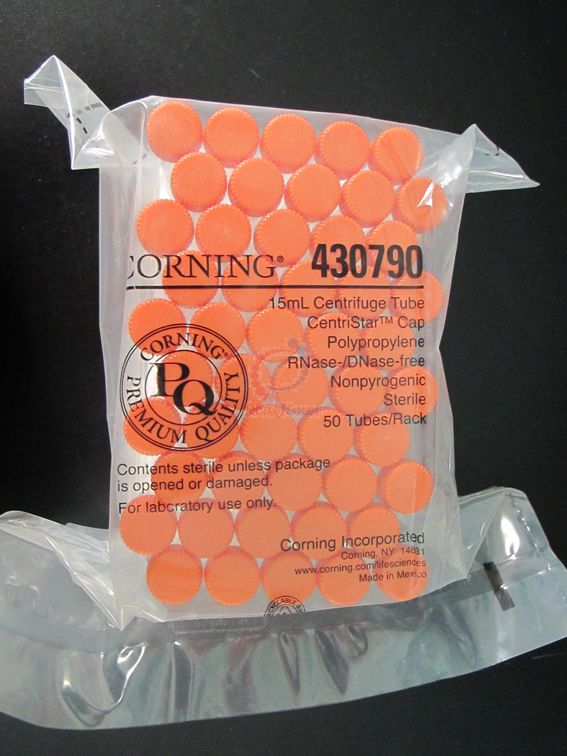 CORNING® 430790
15mL Centrifuge Tube
CentriStar™ Cap
Polypropylene
RNase-/DNase-free
Nonpyrogenic
Sterile
50 Tubes/Rack
CORNING®
PQ
PREMIUM QUALITY
Contents sterile unless package
is opened or damaged.
For laboratory use only.
Corning Incorporated
Corning, NY 14831
www.corning.com/lifesciences
Made in Mexico